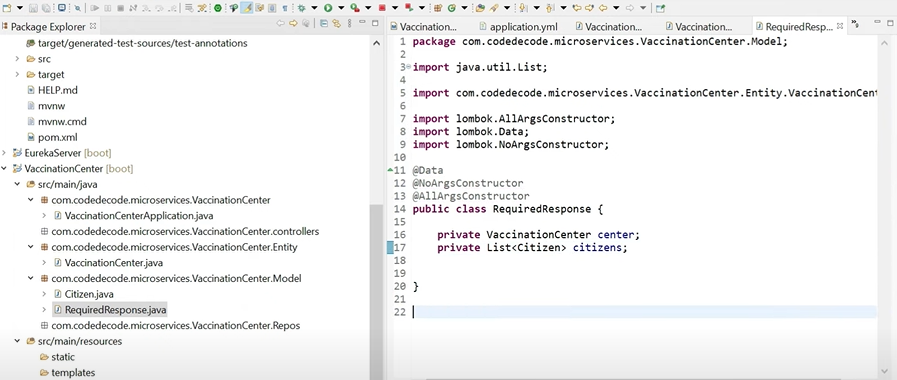 Package Explorer
target/generated-test-sources/test-annotations
src
target
HELP.md
mvnw
mvnw.cmd
pom.xml
EurekaServer [boot]
VaccinationCenter [boot]
src/main/java
com.codedecode.microservices.VaccinationCenter
VaccinationCenterApplication.java
com.codedecode.microservices.VaccinationCenter.controllers
com.codedecode.microservices.VaccinationCenter.Entity
VaccinationCenter.java
com.codedecode.microservices.VaccinationCenter.Model
Citizen.java
RequiredResponse.java
com.codedecode.microservices.VaccinationCenter.Repos
src/main/resources
static
templates
Vaccination... application.yml Vaccination... Vaccination... RequiredResp...
1 package com.codedecode.microservices.VaccinationCenter.Model;
2
3 import java.util.List;
4
5 import com.codedecode.microservices.VaccinationCenter.Entity.VaccinationCent
6
7 import lombok.AllArgsConstructor;
8 import lombok.Data;
9 import lombok.NoArgsConstructor;
10
11 @Data
12 @NoArgsConstructor
13 @AllArgsConstructor
14 public class RequiredResponse {
15
16 private VaccinationCenter center;
17 private List<Citizen> citizens;
18
19
20 }
21
22